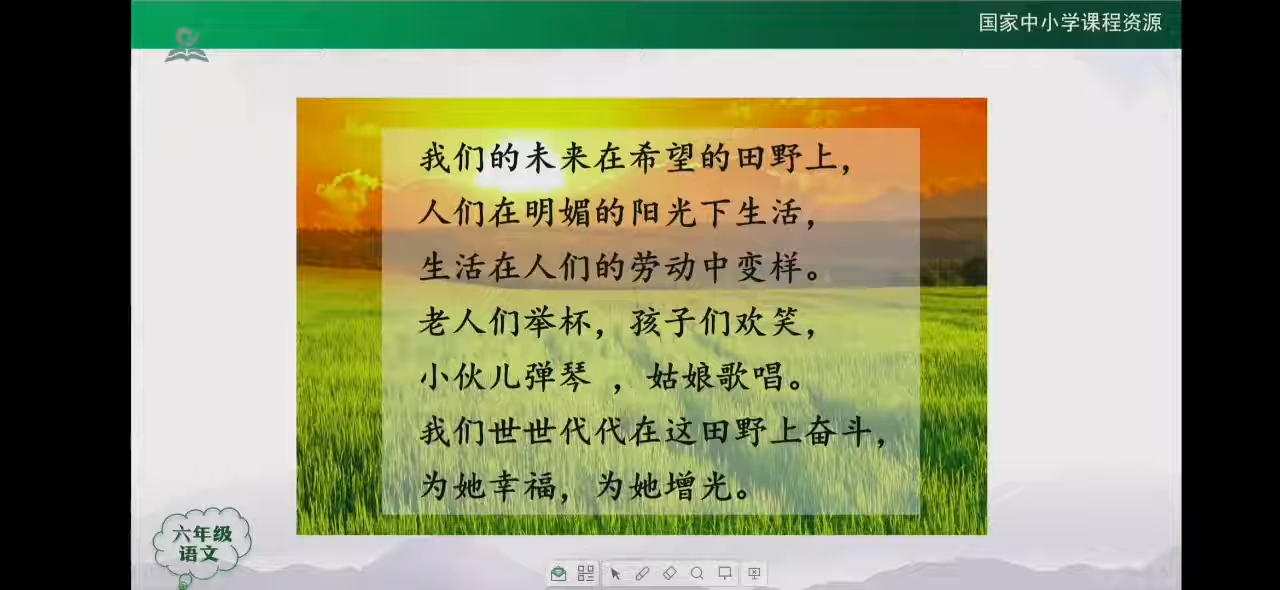 国家中小学课程资源
我们的未来在希望的田野上，
人们在明媚的阳光下生活，
生活在人们的劳动中变样。
老人们举杯，孩子们欢笑，
小伙儿弹琴 ，姑娘歌唱。
我们世世代代在这田野上奋斗，
为她幸福，为她增光。
六年级
语文